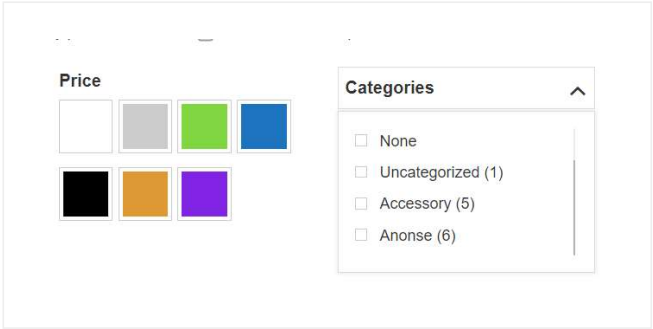 Price
Categories
None
Uncategorized (1)
Accessory (5)
Anonse (6)